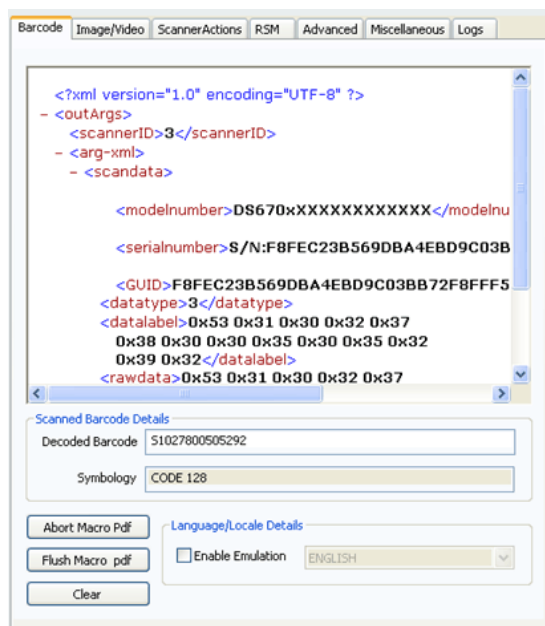 Barcode Image/Video ScannerActions RSM Advanced Miscellaneous Logs
<?xml version="1.0" encoding="UTF-8" ?>
– <outArgs>
<scannerID>3</scannerID>
– <arg-xml>
– <scandata>
<modelnumber>DS670xXXXXXXXXXXXX</modelnu
<serialnumber>S/N:F8FEC23B569DBA4EBD9C03B
<GUID>F8FEC23B569DBA4EBD9C03BB72F8FFF5
<datatype>3</datatype>
<datalabel>0x53 0x31 0x30 0x32 0x37
0x38 0x30 0x30 0x35 0x30 0x35 0x32
0x39 0x32</datalabel>
<rawdata>0x53 0x31 0x30 0x32 0x37
Scanned Barcode Details
Decoded Barcode S1027800505292
Symbology CODE 128
Abort Macro Pdf
Flush Macro pdf
Clear
Language/Locale Details
Enable Emulation ENGLISH